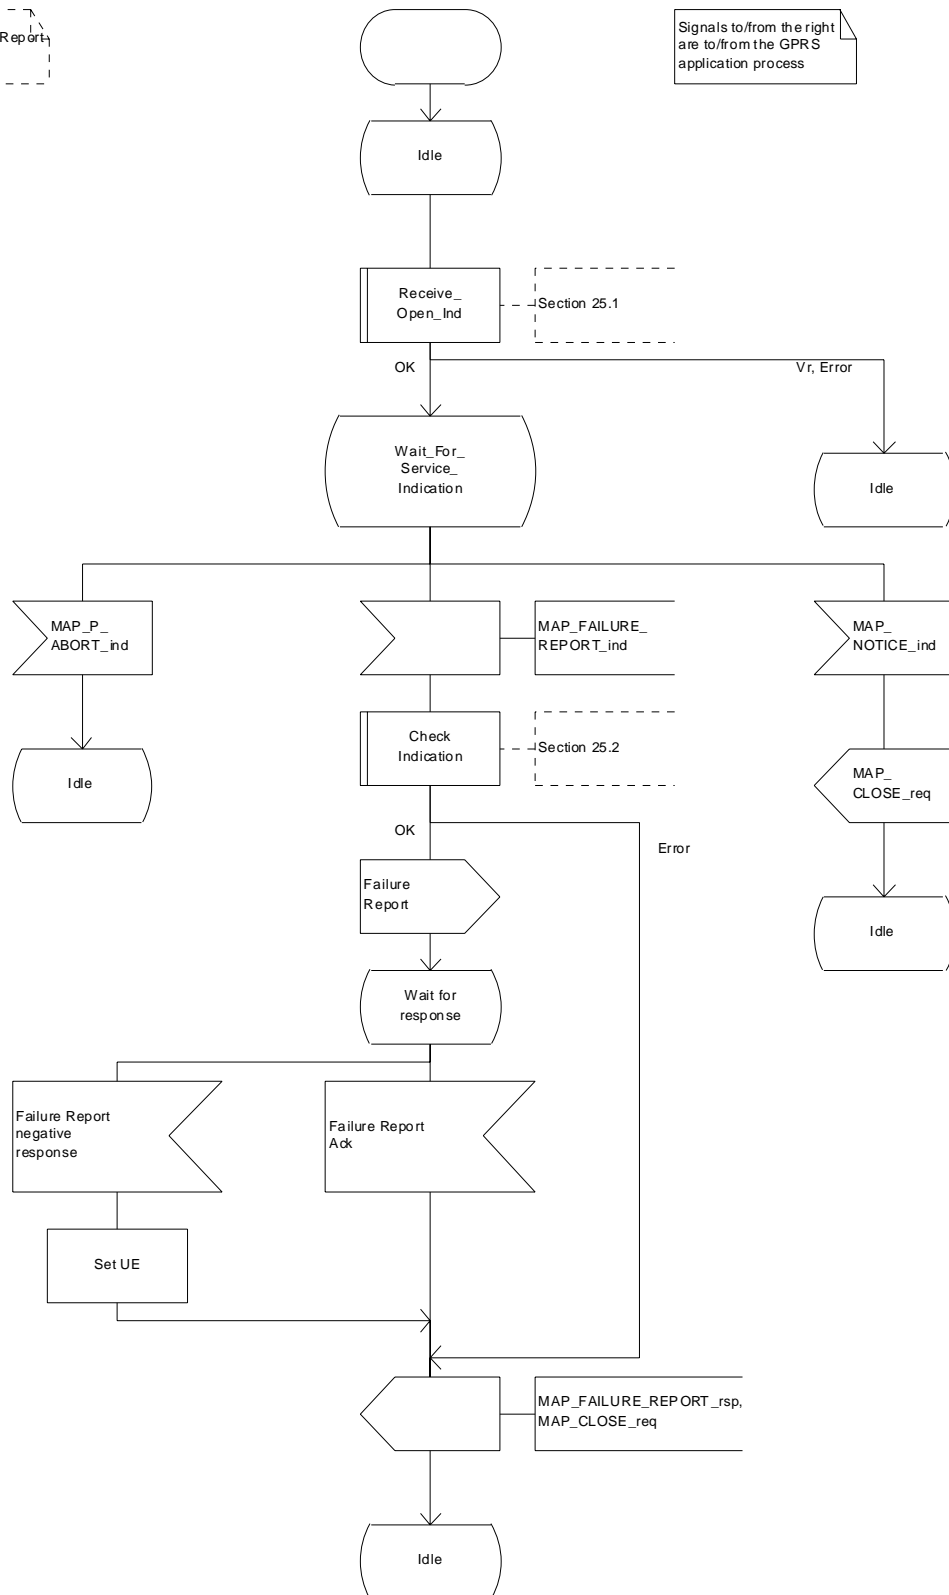 Report
Signals to/from the right
are to/from the GPRS
application process
Idle
Receive_
Open_Ind
Section 25.1
OK
Vr, Error
Wait_For_
Service_
Indication
Idle
MAP_P_
ABORT_ind
MAP_FAILURE_
REPORT_ind
MAP_
NOTICE_ind
Check
Indication
Section 25.2
Idle
MAP_
CLOSE_req
OK
Error
Failure
Report
Idle
Wait for
response
Failure Report
negative
response
Failure Report
Ack
Set UE
MAP_FAILURE_REPORT_rsp,
MAP_CLOSE_req
Idle